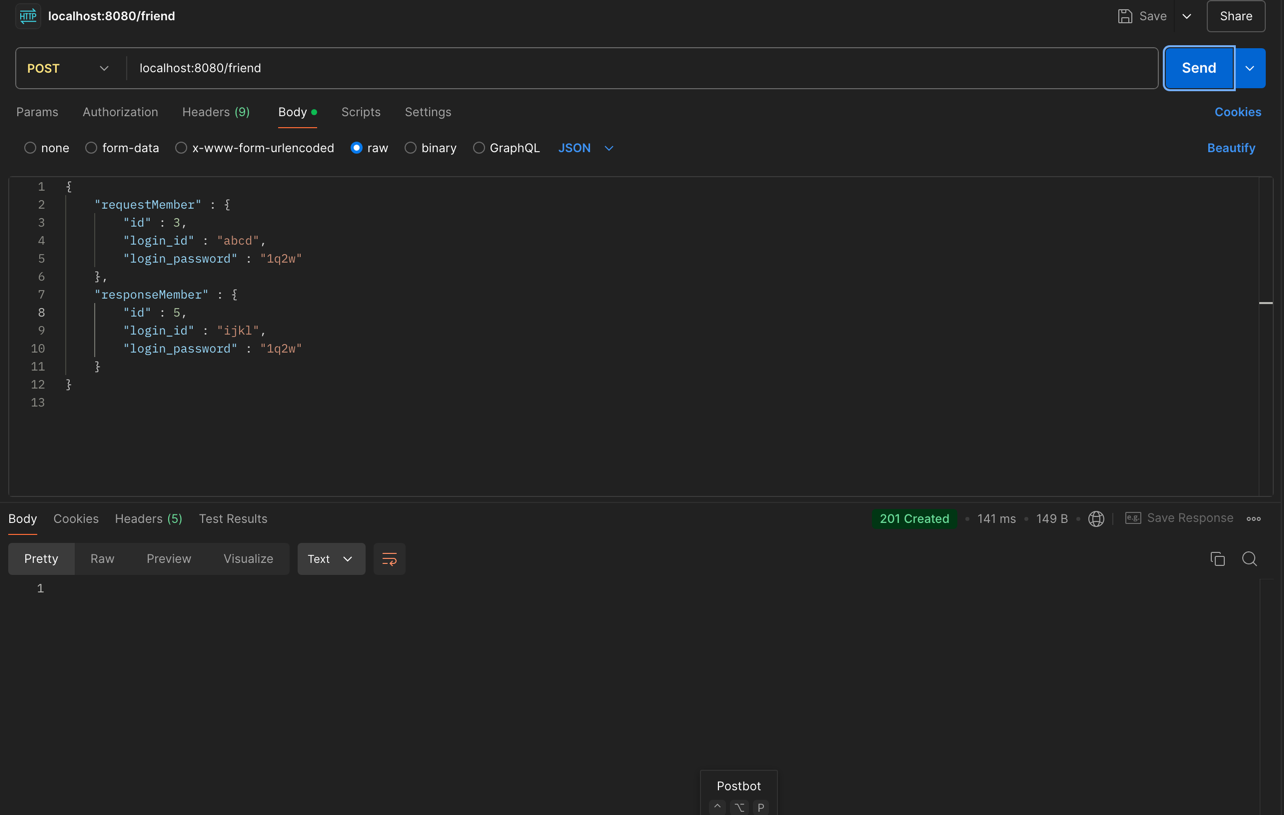 HTTP localhost:8080/friend Save Share
POST localhost:8080/friend Send
Params Authorization Headers (9) Body Scripts Settings Cookies
none form-data x-www-form-urlencoded raw binary GraphQL JSON Beautify
1 {
2 "requestMember" : {
3 "id" : 3,
4 "login_id" : "abcd",
5 "login_password" : "1q2w"
6 },
7 "responseMember" : {
8 "id" : 5,
9 "login_id" : "ijkl",
10 "login_password" : "1q2w"
11 }
12 }
13
Body Cookies Headers (5) Test Results 201 Created • 141 ms • 149 B • e.g. Save Response
Pretty Raw Preview Visualize Text
1
Postbot
^ ⌥ P